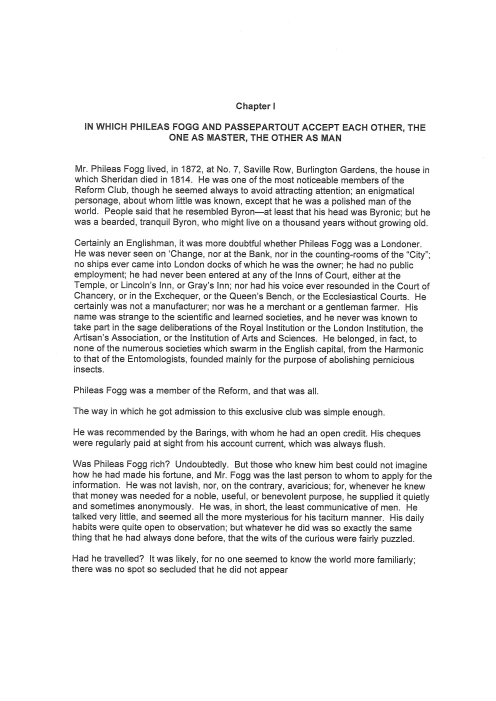 Chapter I
IN WHICH PHILEAS FOGG AND PASSEPARTOUT ACCEPT EACH OTHER, THE
ONE AS MASTER, THE OTHER AS MAN
Mr. Phileas Fogg lived, in 1872, at No. 7, Saville Row, Burlington Gardens, the house in
which Sheridan died in 1814.  He was one of the most noticeable members of the
Reform Club, though he seemed always to avoid attracting attention; an enigmatical
personage, about whom little was known, except that he was a polished man of the
world.  People said that he resembled Byron—at least that his head was Byronic; but he
was a bearded, tranquil Byron, who might live on a thousand years without growing old.
Certainly an Englishman, it was more doubtful whether Phileas Fogg was a Londoner.
He was never seen on 'Change, nor at the Bank, nor in the counting-rooms of the "City";
no ships ever came into London docks of which he was the owner; he had no public
employment; he had never been entered at any of the Inns of Court, either at the
Temple, or Lincoln's Inn, or Gray's Inn; nor had his voice ever resounded in the Court of
Chancery, or in the Exchequer, or the Queen's Bench, or the Ecclesiastical Courts.  He
certainly was not a manufacturer; nor was he a merchant or a gentleman farmer.  His
name was strange to the scientific and learned societies, and he never was known to
take part in the sage deliberations of the Royal Institution or the London Institution, the
Artisan's Association, or the Institution of Arts and Sciences.  He belonged, in fact, to
none of the numerous societies which swarm in the English capital, from the Harmonic
to that of the Entomologists, founded mainly for the purpose of abolishing pernicious
insects.
Phileas Fogg was a member of the Reform, and that was all.
The way in which he got admission to this exclusive club was simple enough.
He was recommended by the Barings, with whom he had an open credit. His cheques
were regularly paid at sight from his account current, which was always flush.
Was Phileas Fogg rich?  Undoubtedly.  But those who knew him best could not imagine
how he had made his fortune, and Mr. Fogg was the last person to whom to apply for the
information.  He was not lavish, nor, on the contrary, avaricious; for, whenever he knew
that money was needed for a noble, useful, or benevolent purpose, he supplied it quietly
and sometimes anonymously.  He was, in short, the least communicative of men.  He
talked very little, and seemed all the more mysterious for his taciturn manner.  His daily
habits were quite open to observation; but whatever he did was so exactly the same
thing that he had always done before, that the wits of the curious were fairly puzzled.
Had he travelled?  It was likely, for no one seemed to know the world more familiarly;
there was no spot so secluded that he did not appear